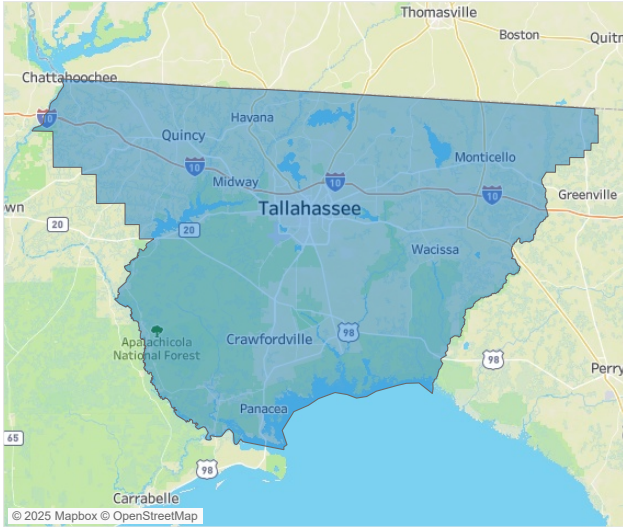 Thomasville
Boston
Quitm
Chattahoochee
10
Havana
Quincy
10
Midway
10
Monticello
10
Greenville
own
20
20
Tallahassee
Wacissa
Apalachicola
National Forest
Crawfordville
98
98
Perry
Panacea
65
98
Carrabelle
© 2025 Mapbox © OpenStreetMap